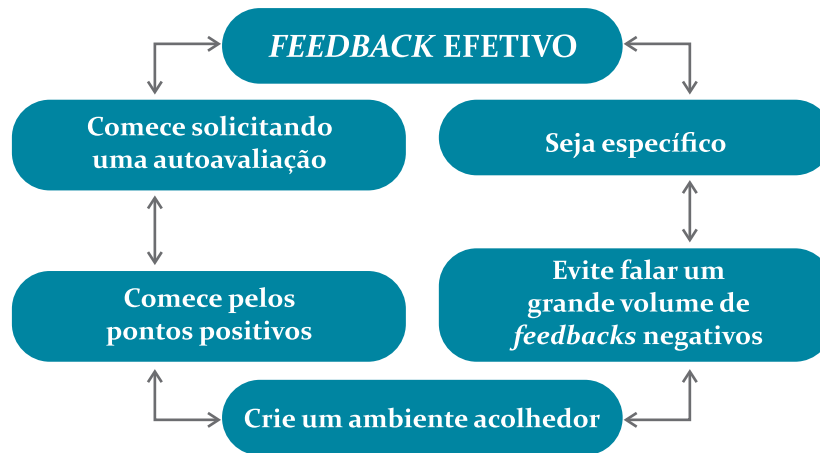 FEEDBACK EFETIVO
Comece solicitando
uma autoavaliação
Seja específico
Comece pelos
pontos positivos
Evite falar um
grande volume de
feedbacks negativos
Crie um ambiente acolhedor